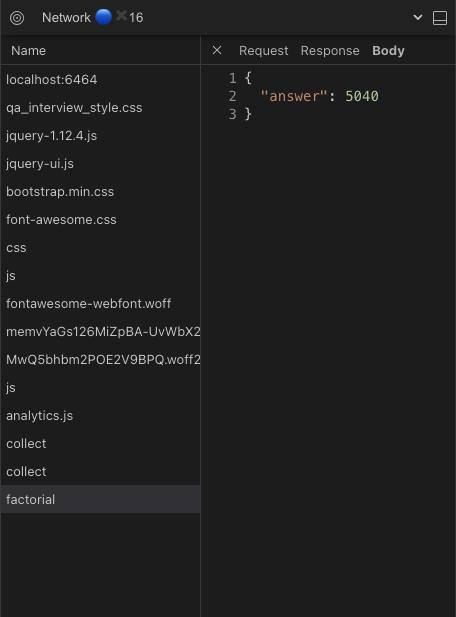 Network 🔵 ✖ 16
Name
Request Response Body
localhost:6464
qa_interview_style.css
jquery-1.12.4.js
jquery-ui.js
bootstrap.min.css
font-awesome.css
css
js
fontawesome-webfont.woff
memvYaGs126MiZpBA-UvWbX2
MwQ5bhbm2POE2V9BPQ.woff2
js
analytics.js
collect
collect
factorial
1 {
2 "answer": 5040
3 }